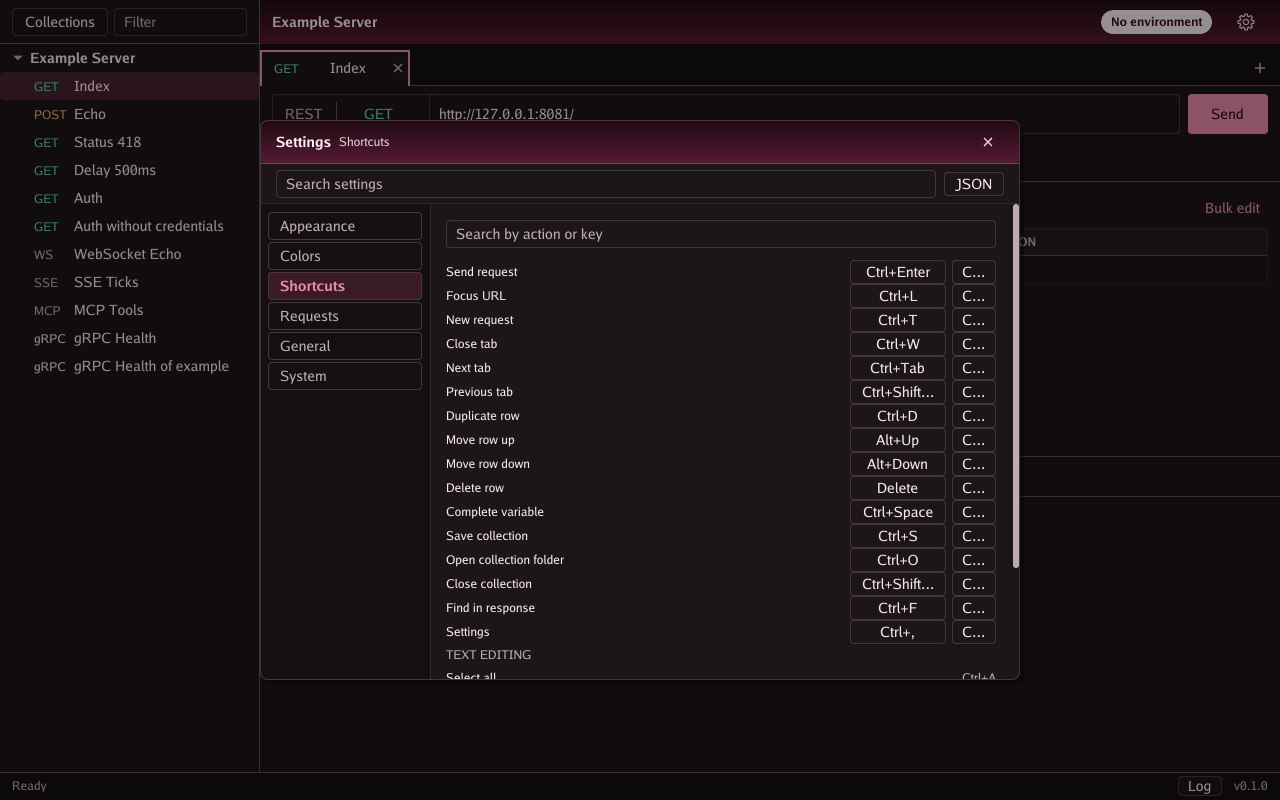 Collections Filter Example Server No environment
Example Server
GET Index
POST Echo
GET Status 418
GET Delay 500ms
GET Auth
GET Auth without credentials
WS WebSocket Echo
SSE SSE Ticks
MCP MCP Tools
gRPC gRPC Health
gRPC gRPC Health of example
GET Index
REST GET http://127.0.0.1:8081/ Send
Bulk edit
Settings Shortcuts
Search settings JSON
Appearance
Colors
Shortcuts
Requests
General
System
Search by action or key
Send request Ctrl+Enter C...
Focus URL Ctrl+L C...
New request Ctrl+T C...
Close tab Ctrl+W C...
Next tab Ctrl+Tab C...
Previous tab Ctrl+Shift... C...
Duplicate row Ctrl+D C...
Move row up Alt+Up C...
Move row down Alt+Down C...
Delete row Delete C...
Complete variable Ctrl+Space C...
Save collection Ctrl+S C...
Open collection folder Ctrl+O C...
Close collection Ctrl+Shift... C...
Find in response Ctrl+F C...
Settings Ctrl+, C...
TEXT EDITING
Select all Ctrl+A
Ready Log v0.1.0